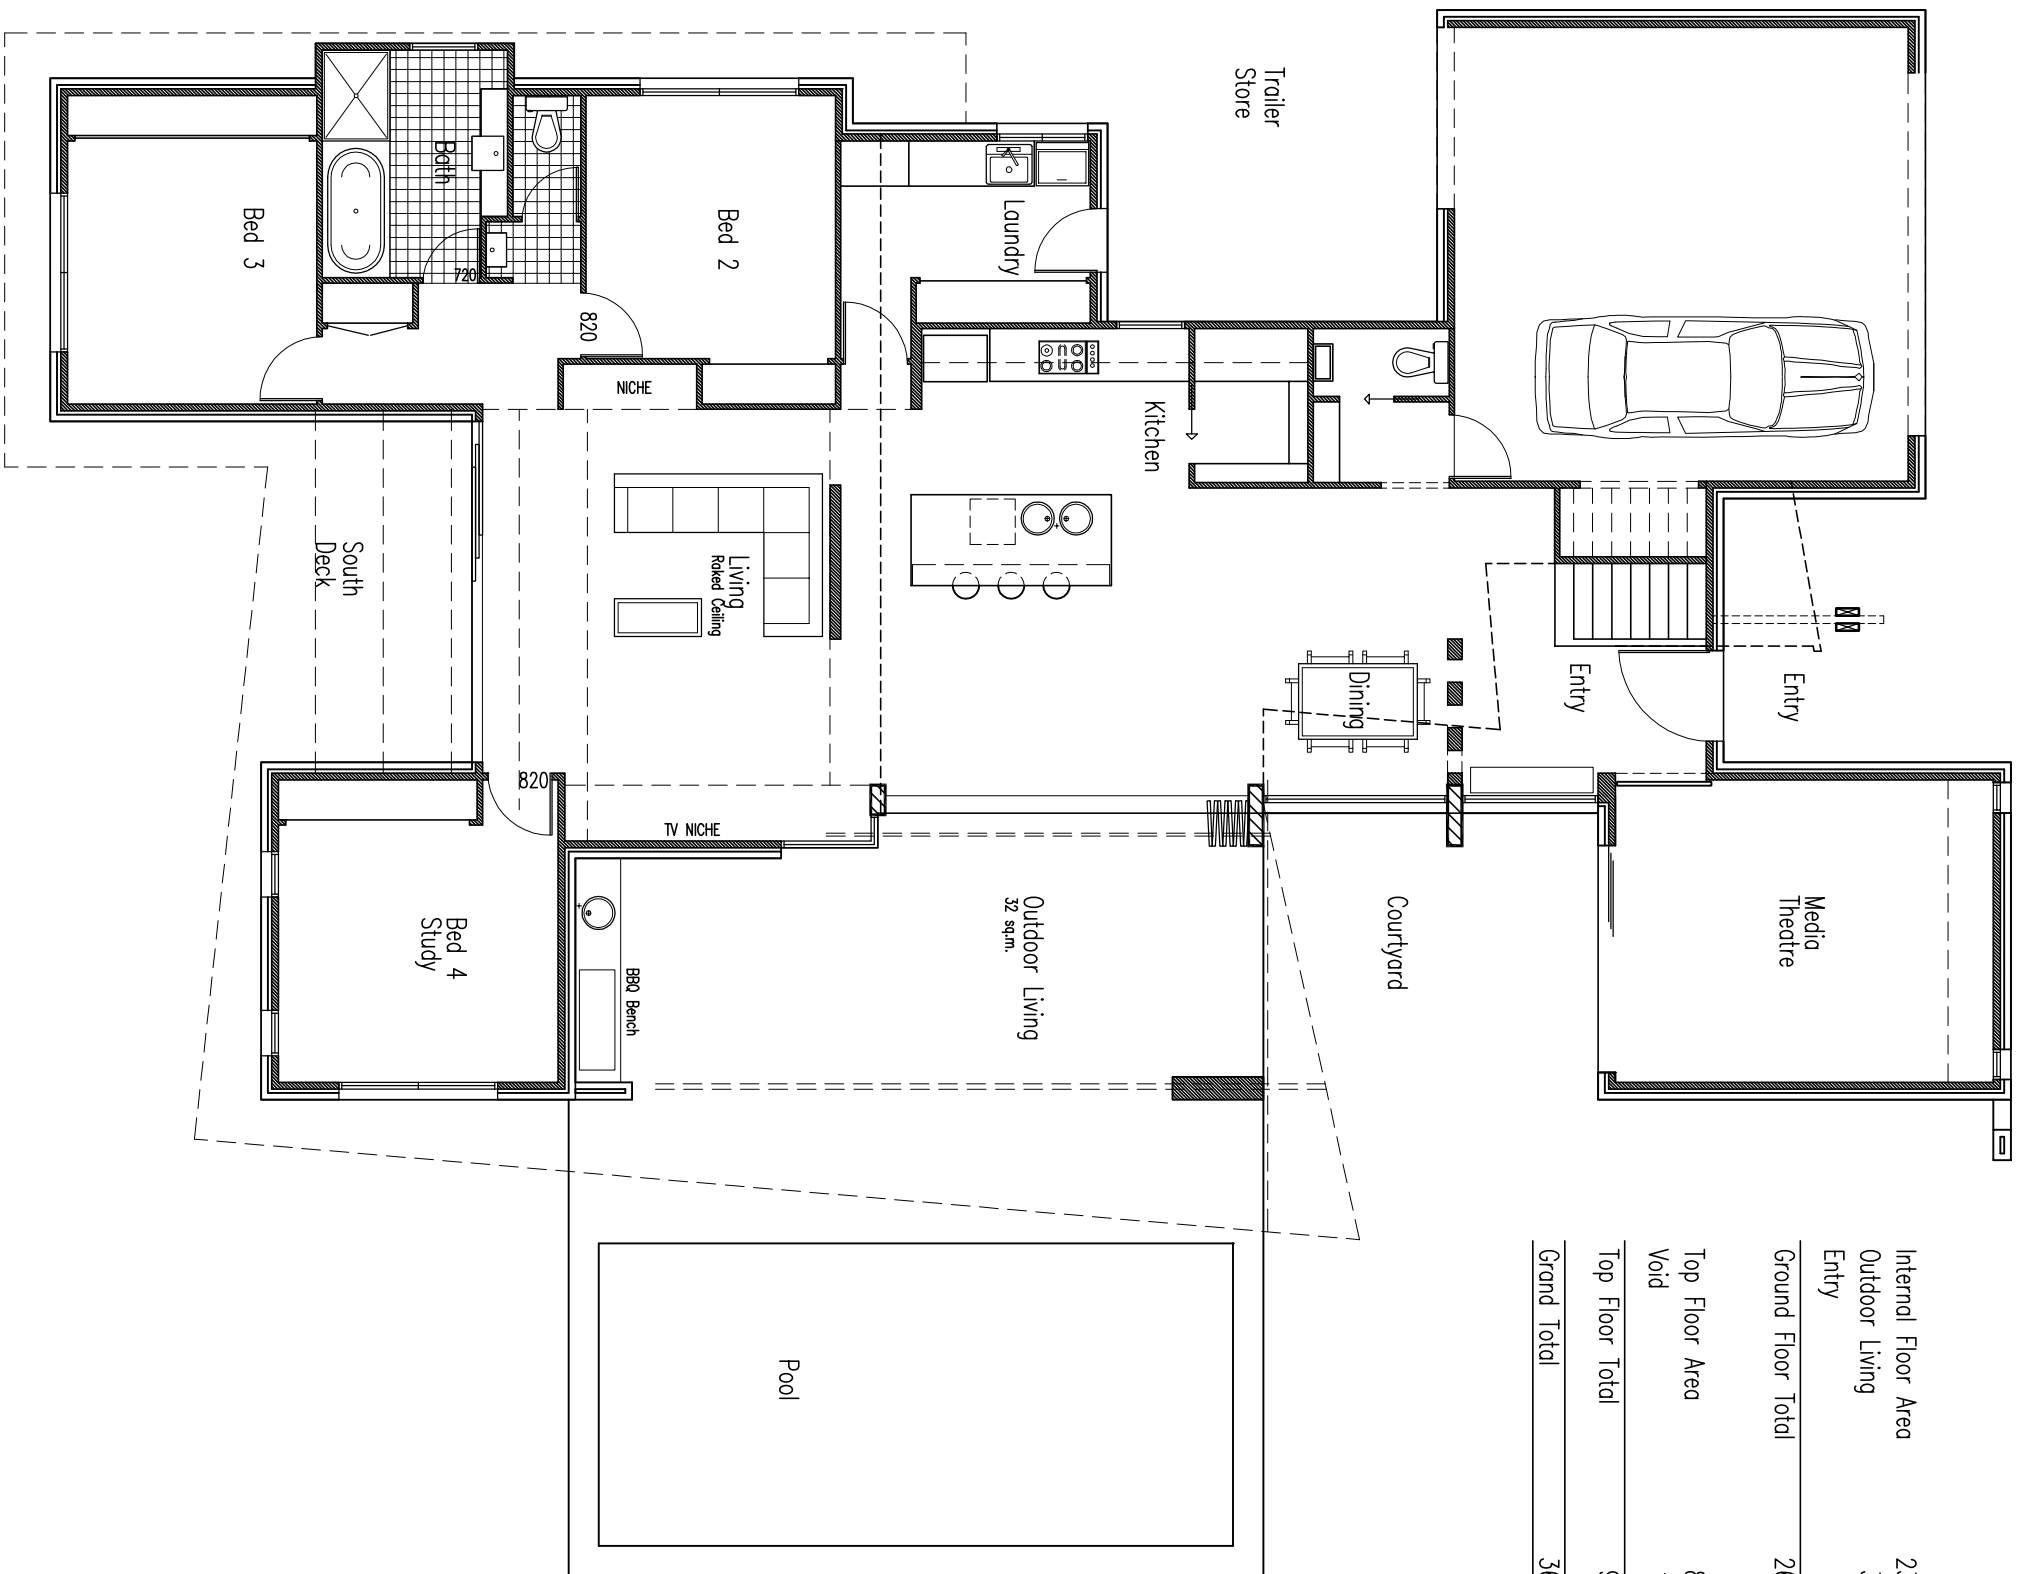 Trailer
Store
Bath
Bed 3
Bed 2
Laundry
720
820
NICHE
Kitchen
South
Deck
Living
Raked Ceiling
Dining
Entry
Entry
820
TV NICHE
Bed 4
Study
BBQ Bench
Outdoor Living
32 sq.m.
Courtyard
Media
Theatre
Pool
Internal Floor Area
Outdoor Living
Entry
Ground Floor Total
Top Floor Area
Void
Top Floor Total
Grand Total